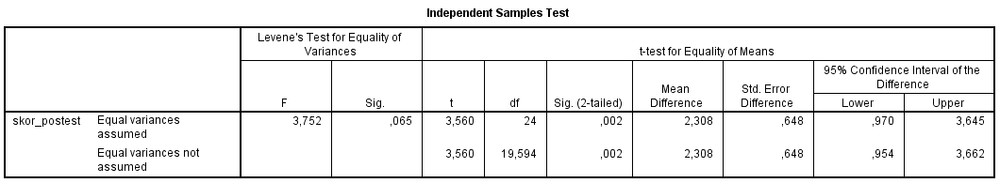 Independent Samples Test
Levene's Test for Equality of Variances
t-test for Equality of Means
95% Confidence Interval of the Difference
F Sig. t df Sig. (2-tailed) Mean Difference Std. Error Difference Lower Upper
skor_postest Equal variances assumed 3,752 ,065 3,560 24 ,002 2,308 ,648 ,970 3,645
Equal variances not assumed 3,560 19,594 ,002 2,308 ,648 ,954 3,662